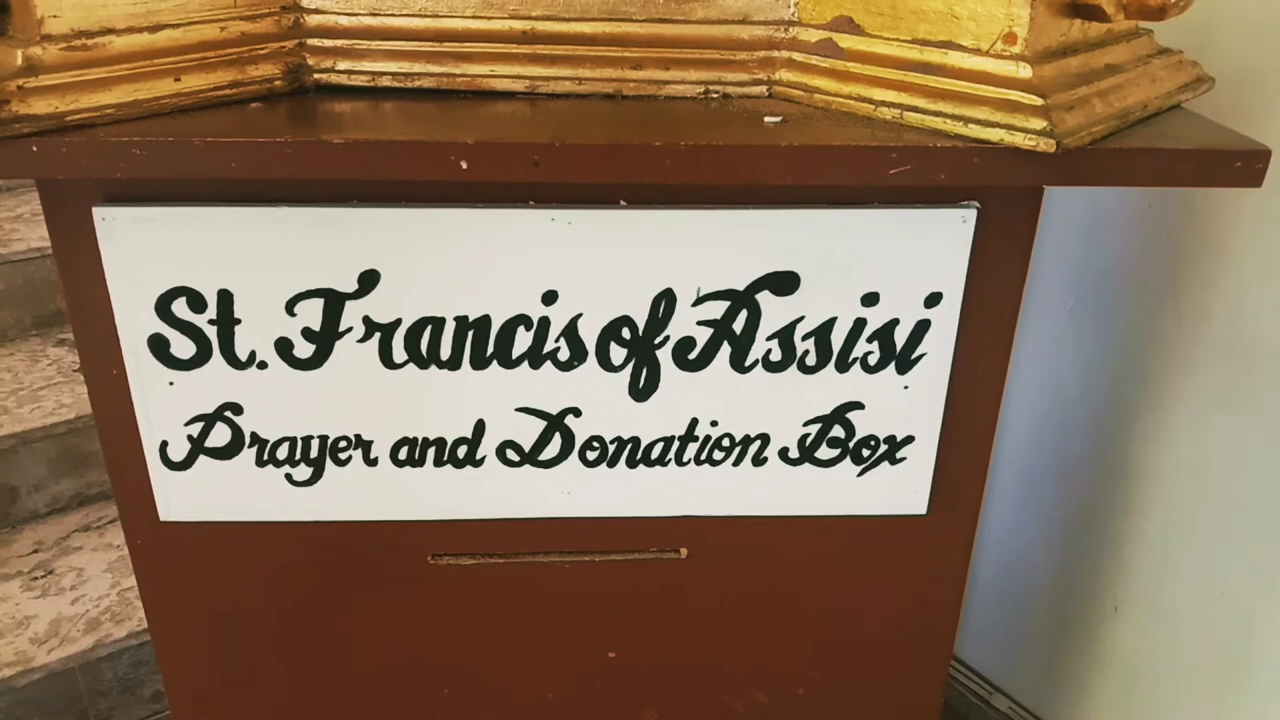 St. Francis of Assisi
Prayer and Donation Box